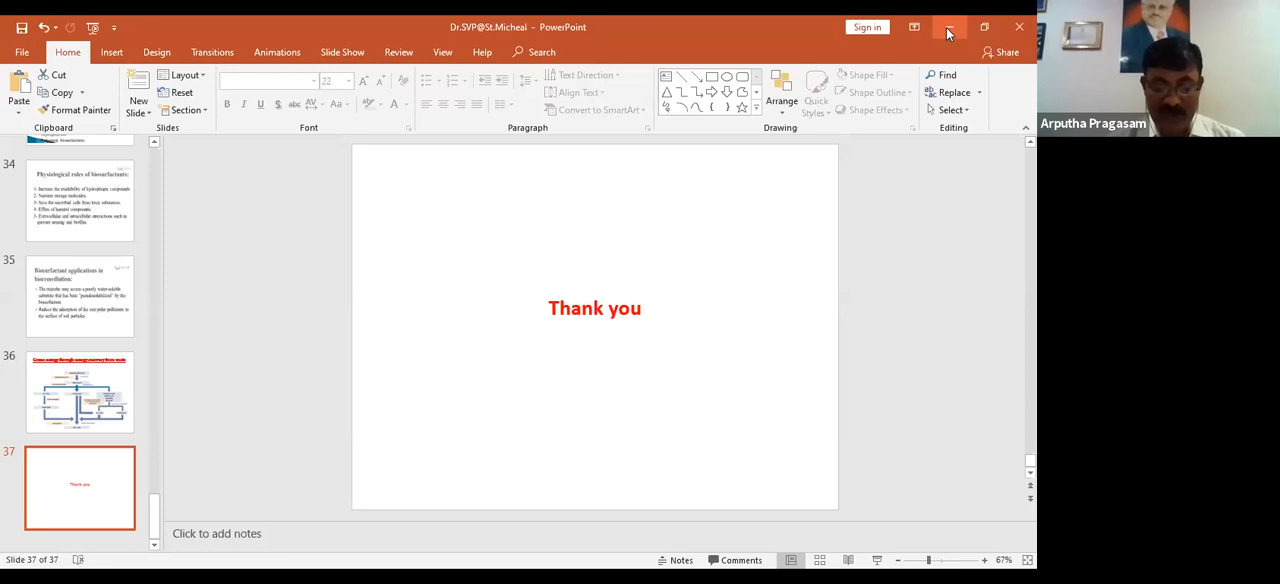 Dr.SVP@St.Micheal - PowerPoint
Sign in
File Home Insert Design Transitions Animations Slide Show Review View Help Search Share
Paste
Cut
Copy
Format Painter
Clipboard
New
Slide
Layout
Reset
Section
Slides
22
Font
Text Direction
Align Text
Convert to SmartArt
Paragraph
Arrange
Quick
Styles
Shape Fill
Shape Outline
Shape Effects
Drawing
Find
Replace
Select
Editing
Arputha Pragasam
34
Physiological roles of biosurfactants:
35
Biosurfactant applications in
bioremediation:
36
37
Thank you
Thank you
Click to add notes
Slide 37 of 37
Notes
Comments
67%